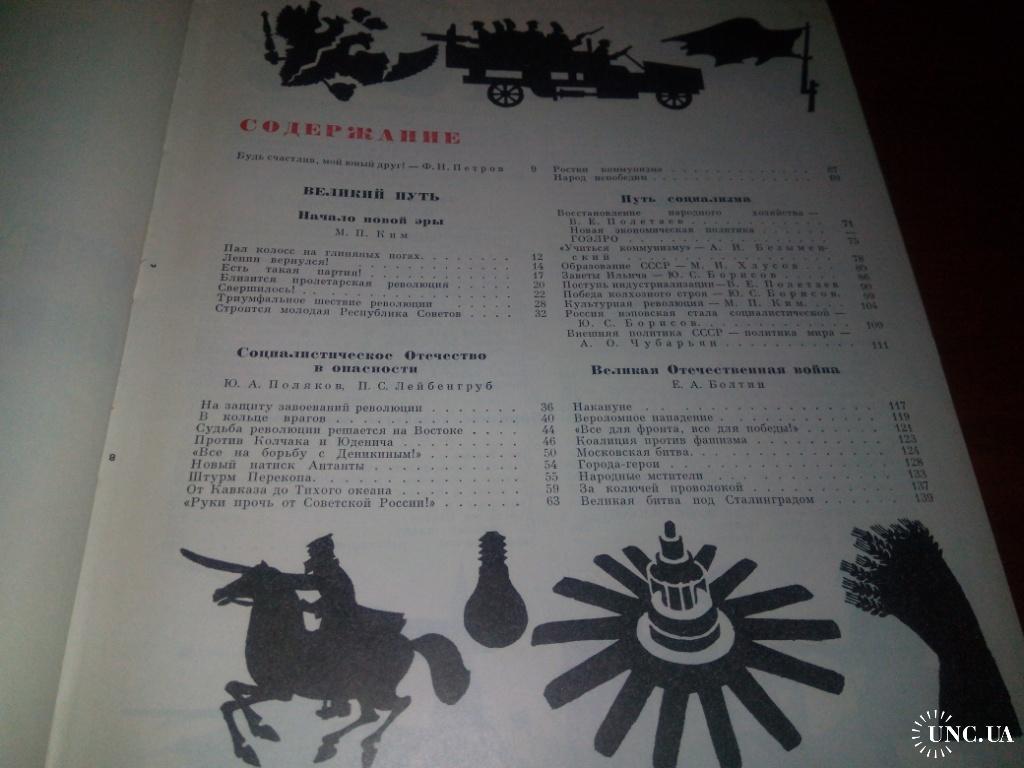 СОДЕРЖАНИЕ
Будь счастлив, мой юный друг! — Ф. Н. Петров 9
ВЕЛИКИЙ ПУТЬ
Начало новой эры
М. П. Ким
Пал колосс на глиняных ногах. . . . . . . . . . 12
Ленин вернулся! . . . . . . . . . . 14
Есть такая партия! . . . . . . . . . . 17
Близится пролетарская революция . . . . . . 20
Свершилось! . . . . . . . . . . 22
Триумфальное шествие революции . . . . . . 28
Строится молодая Республика Советов . . . . 32
Социалистическое Отечество
в опасности
Ю. А. Поляков, П. С. Лейбенгруб
На защиту завоеваний революции . . . . . . . 36
В кольце врагов . . . . . . . . . . 40
Судьба революции решается на Востоке . . . . 44
Против Колчака и Юденича . . . . . . . . . 46
«Все на борьбу с Деникиным!» . . . . . . . . 50
Новый натиск Антанты . . . . . . . . . . 54
Штурм Перекопа. . . . . . . . . . . 55
От Кавказа до Тихого океана . . . . . . . . . 59
«Руки прочь от Советской России!» . . . . . . 63
8
Ростки коммунизма . . . . . . . . . . 67
Народ непобедим . . . . . . . . . . 69
Путь социализма
Восстановление народного хозяйства —
В. Е. Полетаев . . . . . . . . . . 74
Новая экономическая политика . . . . . . . —
ГОЭЛРО . . . . . . . . . . 75
«Учиться коммунизму» — А. И. Безымен-
ский . . . . . . . . . . 78
Образование СССР — М. И. Хлусов . . .
Заветы Ильича — Ю. С. Борисов . . . . . 86
Поступь индустриализации — В. Е. Полетаев
Победа колхозного строя — Ю. С. Борисов. 99
Культурная революция — М. П. Ким. . . . 104
Россия нэповская стала социалистической —
Ю. С. Борисов. . . . . . . . . . . 109
Внешняя политика СССР — политика мира —
А. О. Чубарьян . . . . . . . . . . 111
Великая Отечественная война
Е. А. Болтин
Накануне . . . . . . . . . . 117
Вероломное нападение . . . . . . . . . . 119
«Все для фронта, все для победы!» . . . . . . 121
Коалиция против фашизма . . . . . . . . . 123
Московская битва. . . . . . . . . . . 124
Города-герои . . . . . . . . . . 128
Народные мстители . . . . . . . . . . 133
За колючей проволокой . . . . . . . . . . 137
Великая битва под Сталинградом . . . . . . . 139
UNC.UA